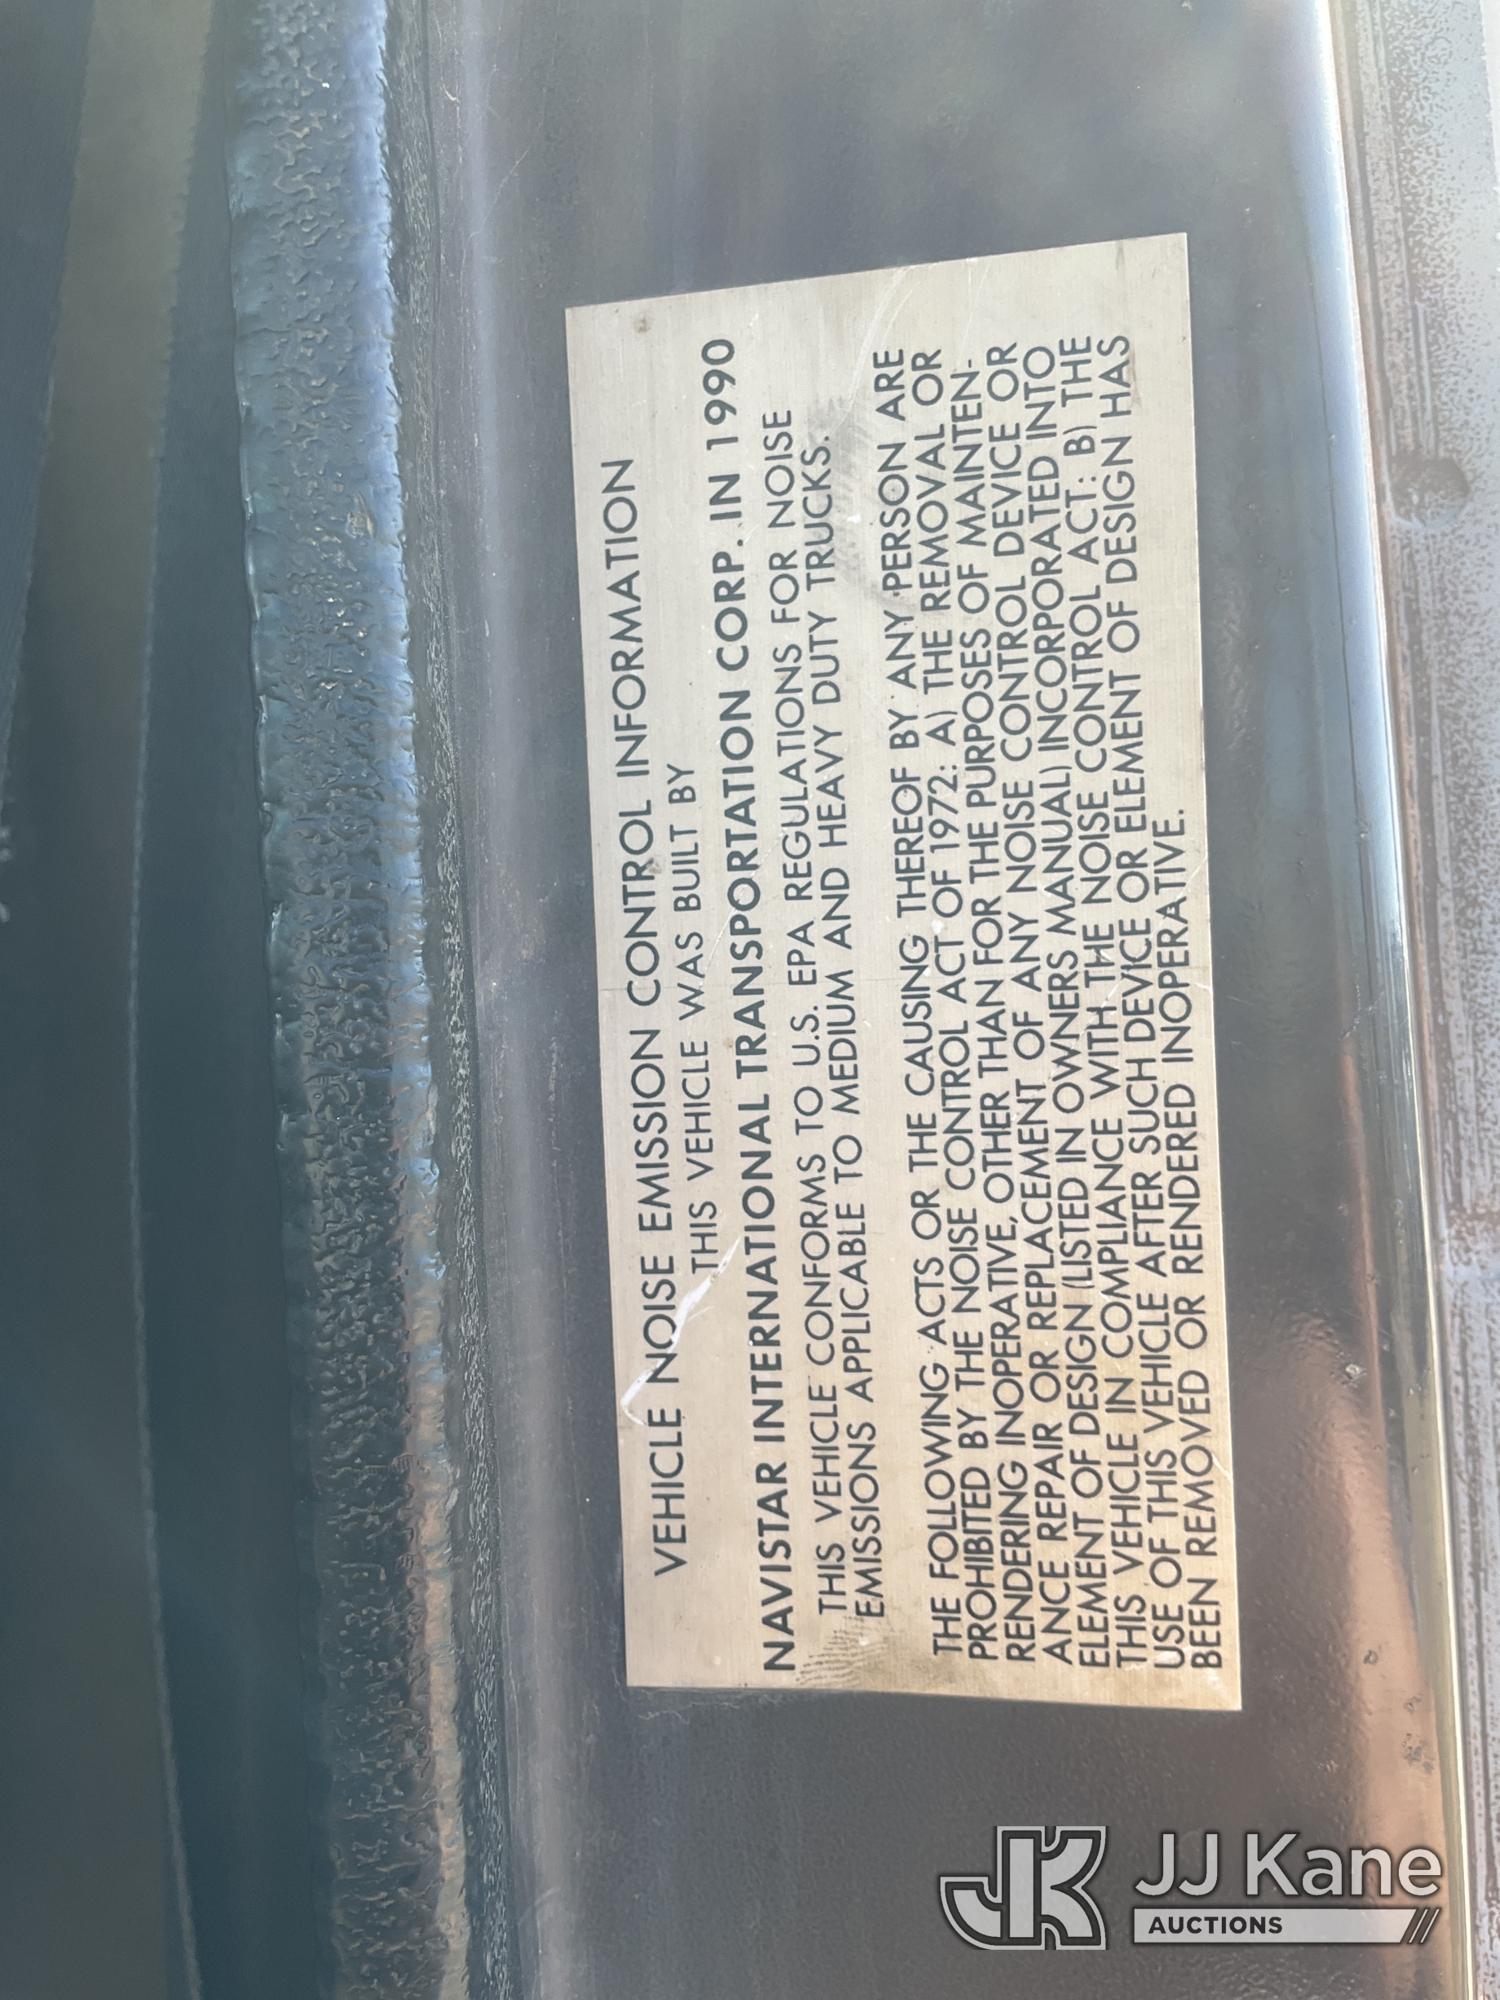 VEHICLE NOISE EMISSION CONTROL INFORMATION
THIS VEHICLE WAS BUILT BY
NAVISTAR INTERNATIONAL TRANSPORTATION CORP. IN 1990
THIS VEHICLE CONFORMS TO U.S. EPA REGULATIONS FOR NOISE
EMISSIONS APPLICABLE TO MEDIUM AND HEAVY DUTY TRUCKS.
THE FOLLOWING ACTS OR THE CAUSING THEREOF BY ANY PERSON ARE
PROHIBITED BY THE NOISE CONTROL ACT OF 1972: A) THE REMOVAL OR
RENDERING INOPERATIVE, OTHER THAN FOR THE PURPOSES OF MAINTEN-
ANCE REPAIR OR REPLACEMENT OF ANY NOISE CONTROL DEVICE OR
ELEMENT OF DESIGN (LISTED IN OWNERS MANUAL) INCORPORATED INTO
THIS VEHICLE IN COMPLIANCE WITH THE NOISE CONTROL ACT: B) THE
USE OF THIS VEHICLE AFTER SUCH DEVICE OR ELEMENT OF DESIGN HAS
BEEN REMOVED OR RENDERED INOPERATIVE.
JK JJ Kane
AUCTIONS